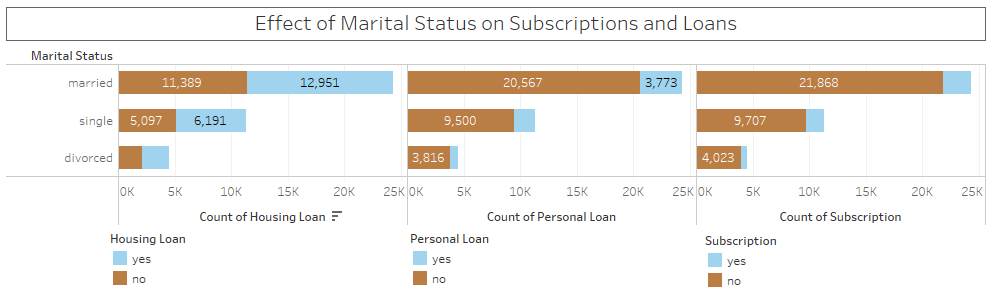 Effect of Marital Status on Subscriptions and Loans
Marital Status
married 11,389 12,951 20,567 3,773 21,868
single 5,097 6,191 9,500 9,707
divorced 3,816 4,023
0K 5K 10K 15K 20K 25K 0K 5K 10K 15K 20K 25K 0K 5K 10K 15K 20K 25K
Count of Housing Loan Count of Personal Loan Count of Subscription
Housing Loan Personal Loan Subscription
yes yes yes
no no no